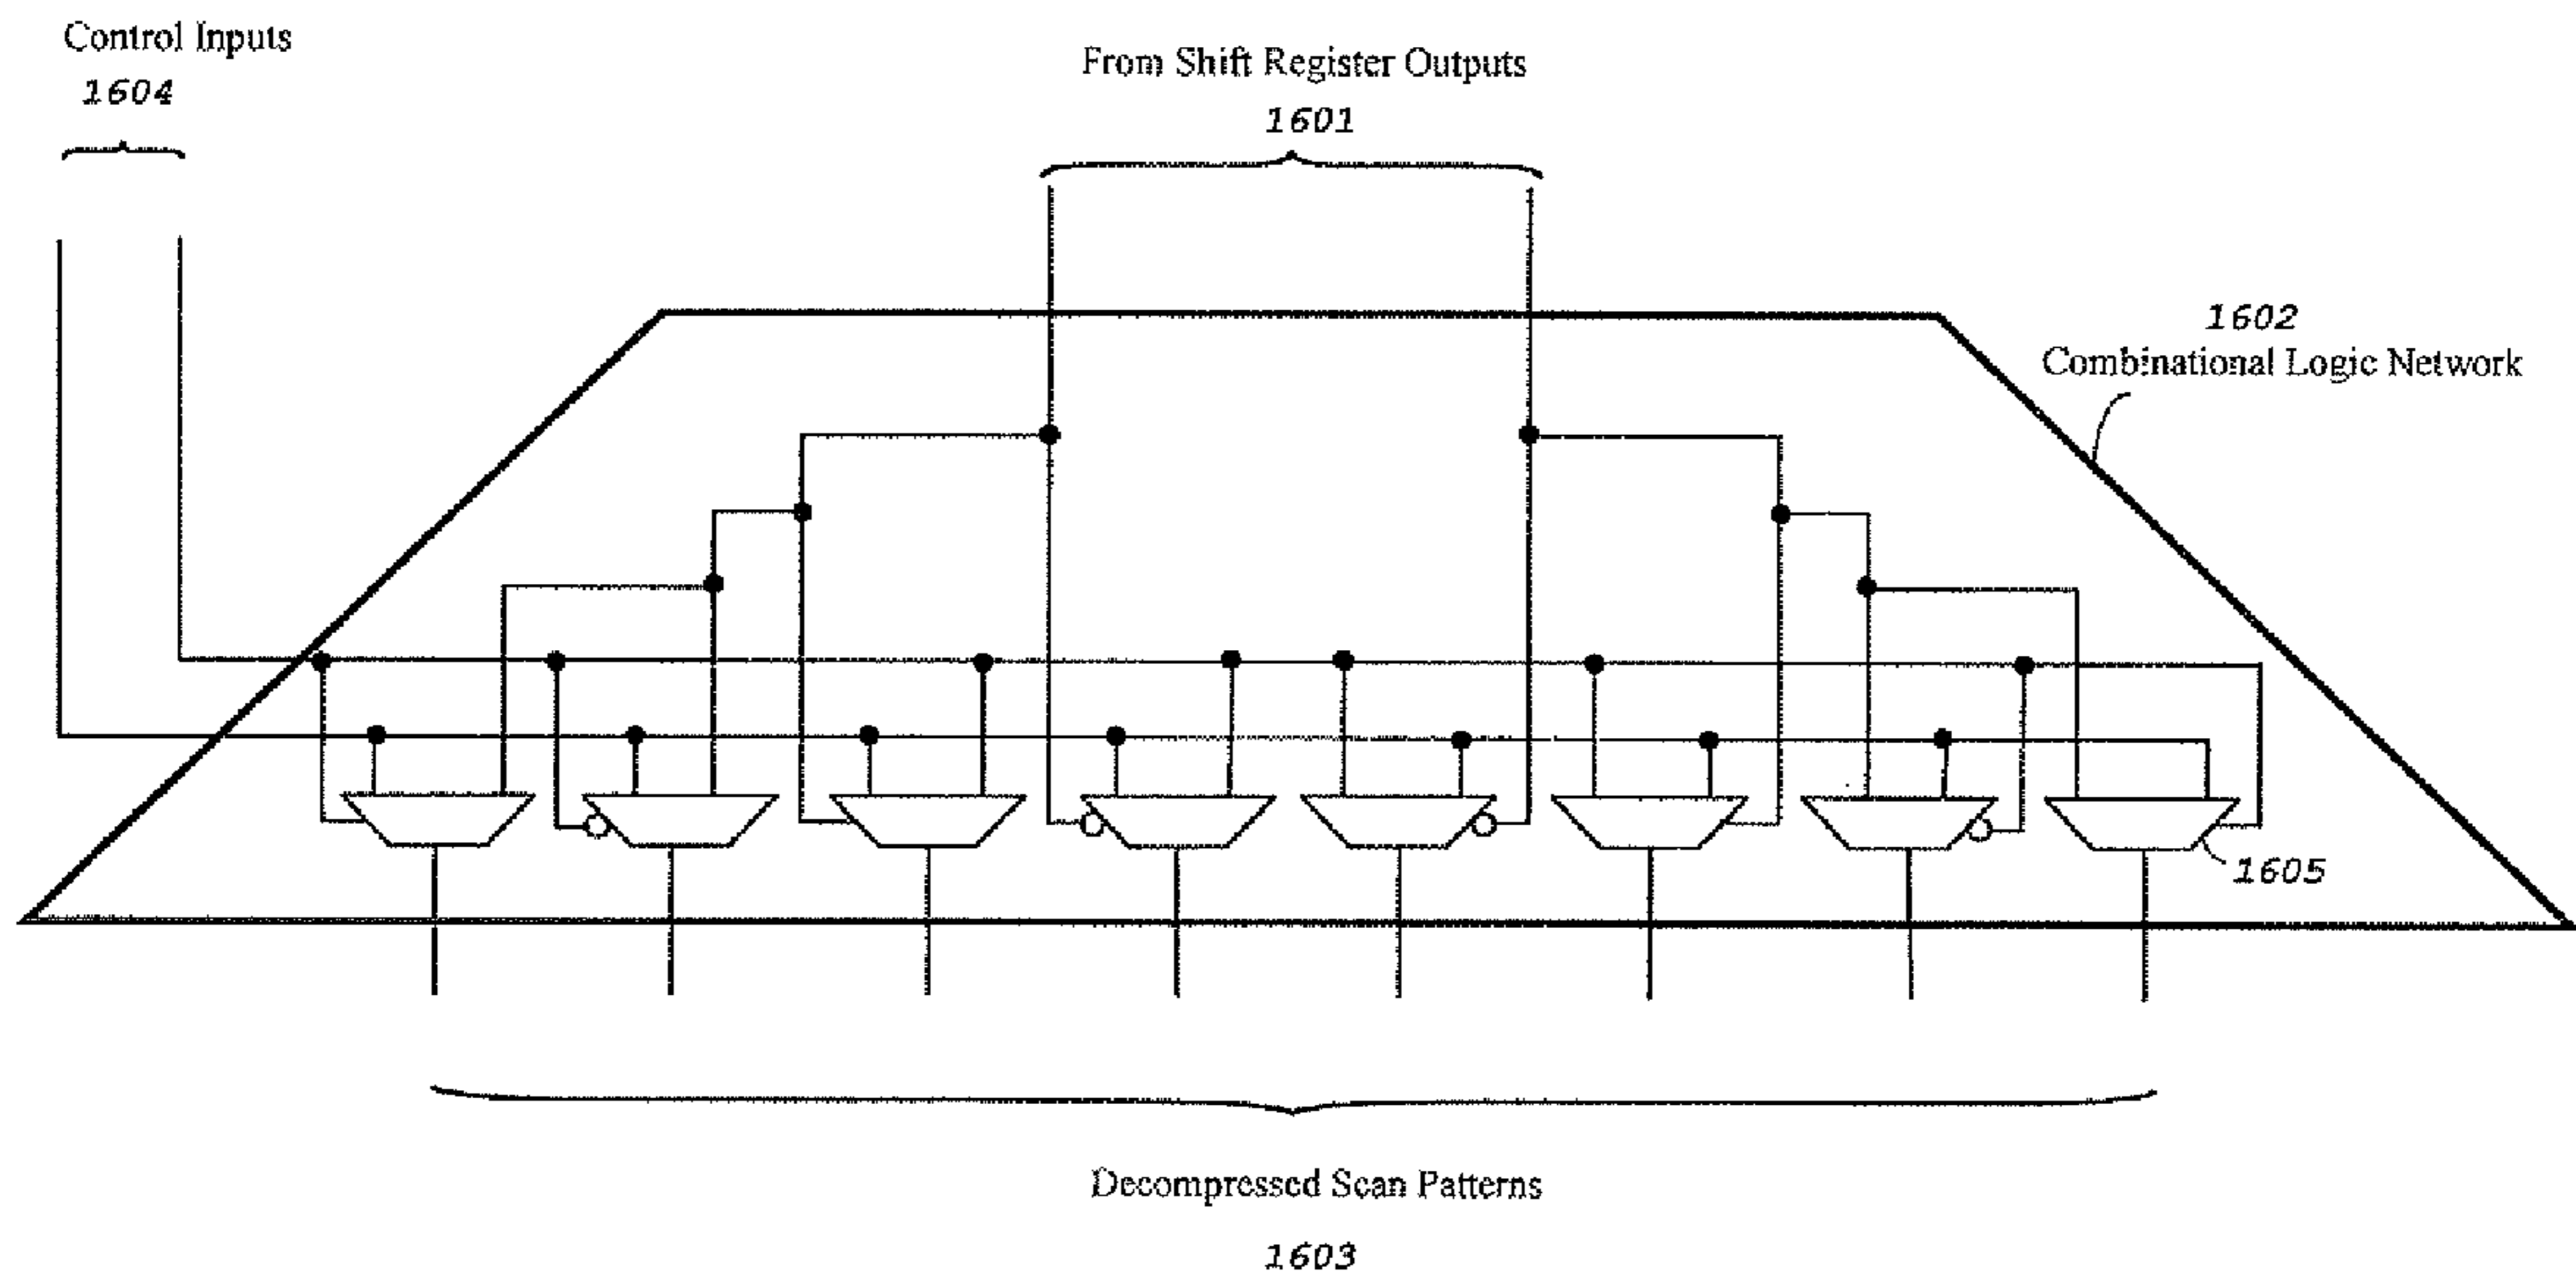 Control Inputs
1604
From Shift Register Outputs
1601
1602
Combinational Logic Network
1605
Decompressed Scan Patterns
1603